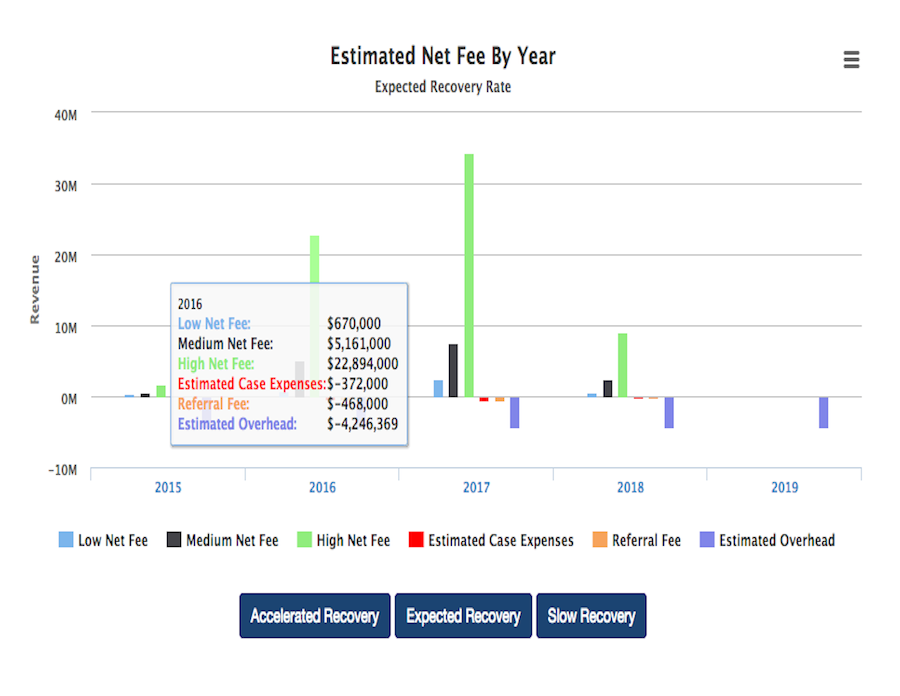 Estimated Net Fee By Year
Expected Recovery Rate
40M
30M
20M
10M
0M
-10M
Revenue
2016
Low Net Fee: $670,000
Medium Net Fee: $5,161,000
High Net Fee: $22,894,000
Estimated Case Expenses: $-372,000
Referral Fee: $-468,000
Estimated Overhead: $-4,246,369
2015 2016 2017 2018 2019
Low Net Fee Medium Net Fee High Net Fee Estimated Case Expenses Referral Fee Estimated Overhead
Accelerated Recovery Expected Recovery Slow Recovery